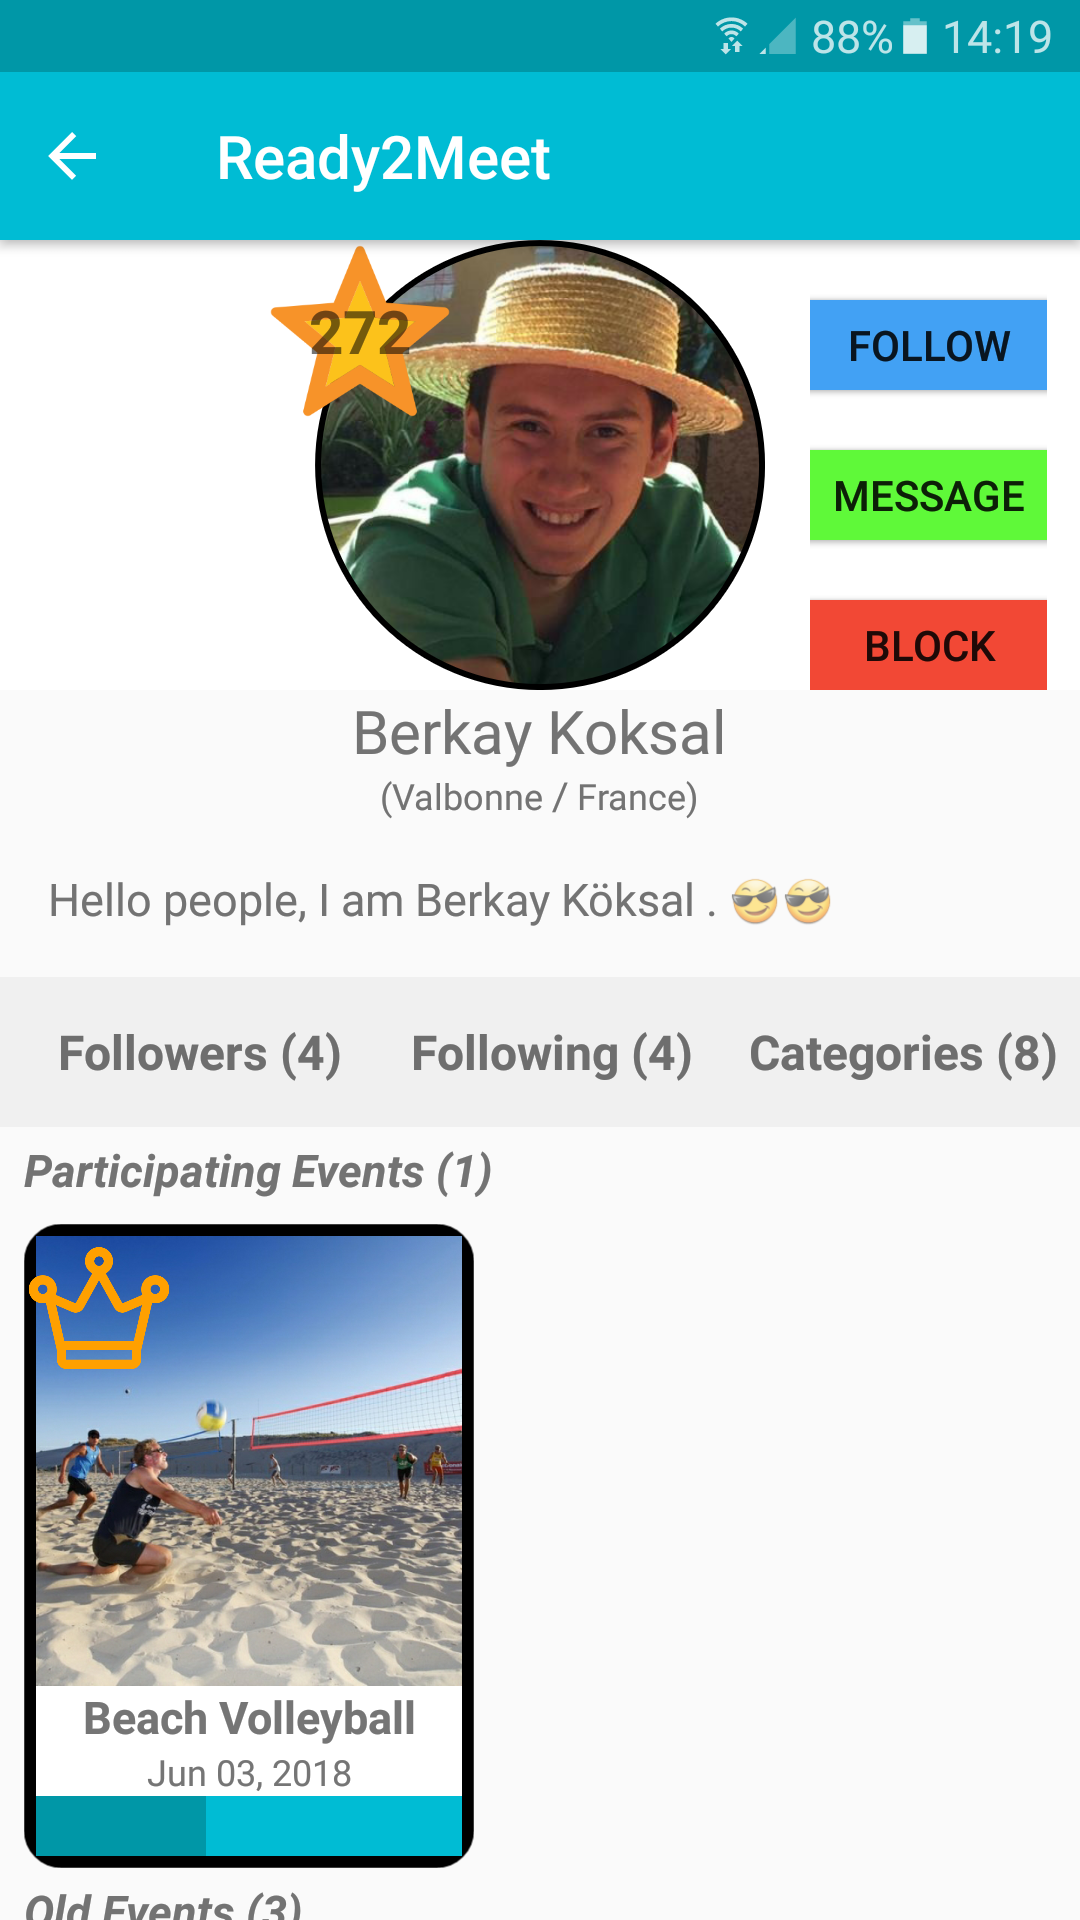 88% 14:19
Ready2Meet
272
FOLLOW
MESSAGE
BLOCK
Berkay Koksal
(Valbonne / France)
Hello people, I am Berkay Köksal . 😎😎
Followers (4) Following (4) Categories (8)
Participating Events (1)
Beach Volleyball
Jun 03, 2018
Old Events (3)